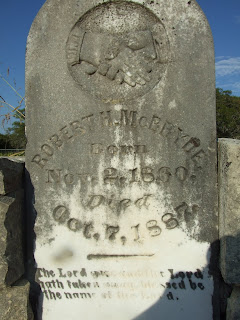 ROBERT H. McBRYDE
Born
Nov. 2, 1860.
Died
Oct. 7, 1887.
The Lord gave and the Lord
hath taken away, blessed be
the name of the Lord.